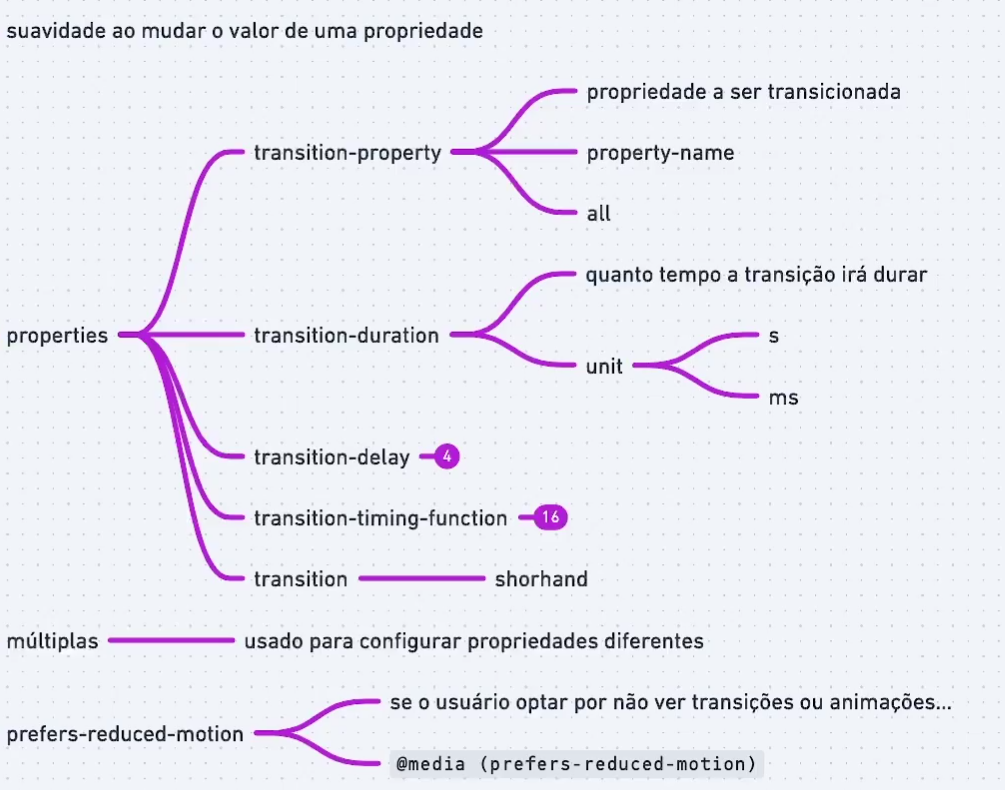 suavidade ao mudar o valor de uma propriedade
properties
transition-property
propriedade a ser transicionada
property-name
all
transition-duration
quanto tempo a transição irá durar
unit
s
ms
transition-delay 4
transition-timing-function 16
transition shorhand
múltiplas usado para configurar propriedades diferentes
prefers-reduced-motion
se o usuário optar por não ver transições ou animações...
@media (prefers-reduced-motion)